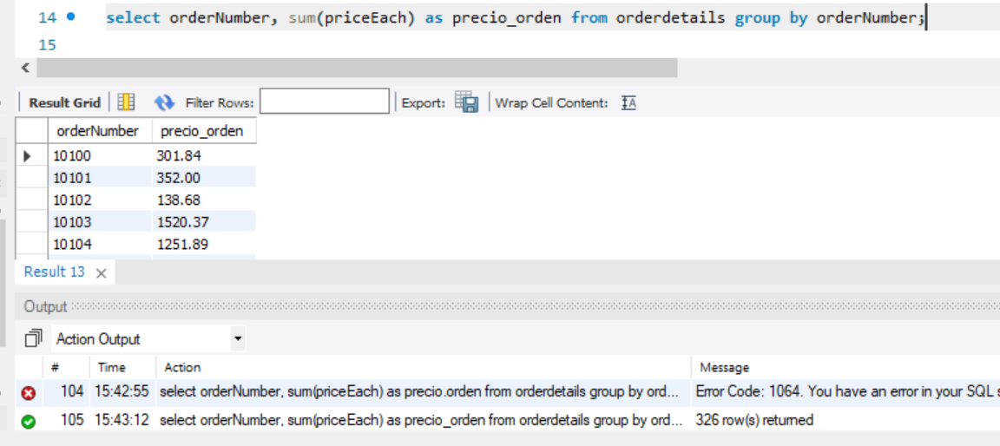 14 select orderNumber, sum(priceEach) as precio_orden from orderdetails group by orderNumber;
15
Result Grid Filter Rows: Export: Wrap Cell Content:
orderNumber precio_orden
10100 301.84
10101 352.00
10102 138.68
10103 1520.37
10104 1251.89
Result 13
Output
Action Output
# Time Action Message
104 15:42:55 select orderNumber, sum(priceEach) as precio.orden from orderdetails group by ord... Error Code: 1064. You have an error in your SQL
105 15:43:12 select orderNumber, sum(priceEach) as precio_orden from orderdetails group by ord... 326 row(s) returned